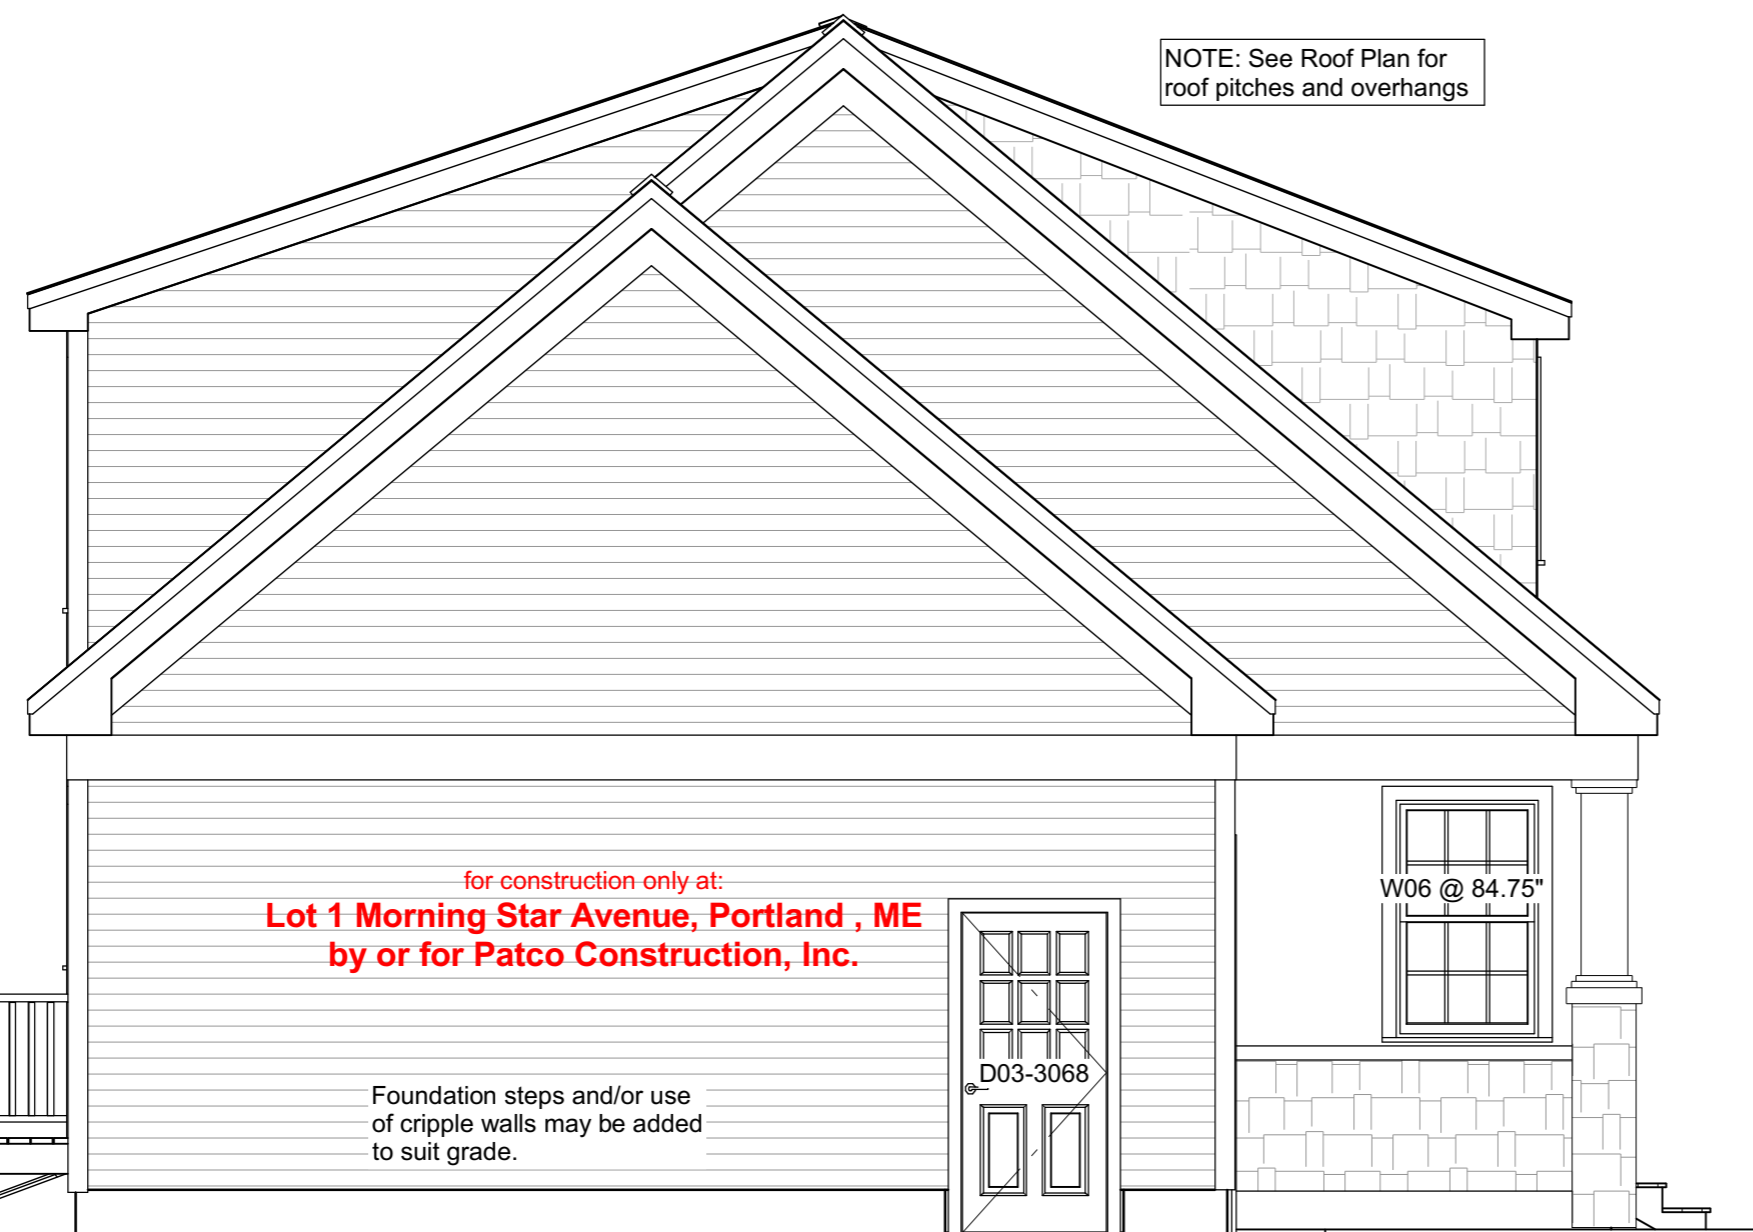 NOTE: See Roof Plan for
roof pitches and overhangs
W06 @ 84.75"
for construction only at:
Lot 1 Morning Star Avenue, Portland , ME
by or for Patco Construction, Inc.
D03-3068
Foundation steps and/or use
of cripple walls may be added
to suit grade.